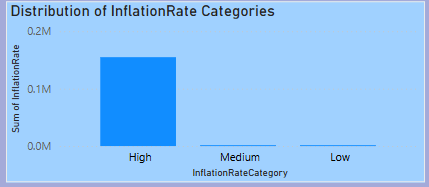 Distribution of InflationRate Categories
0.2M
0.1M
0.0M
Sum of InflationRate
High Medium Low
InflationRateCategory